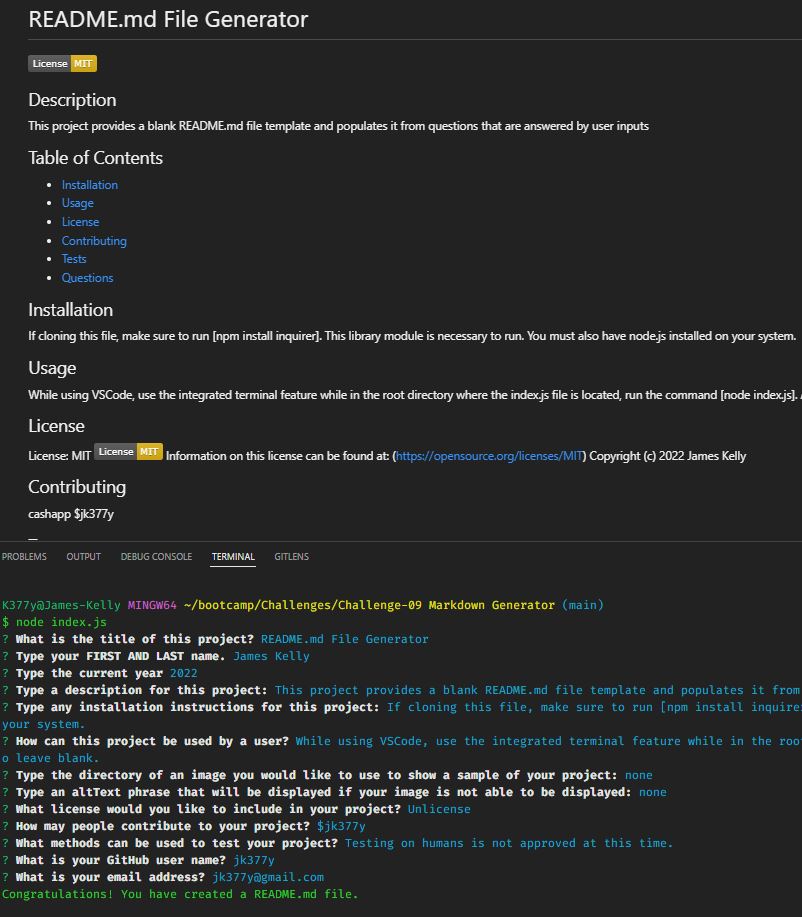 README.md File Generator
License MIT
Description
This project provides a blank README.md file template and populates it from questions that are answered by user inputs
Table of Contents
Installation
Usage
License
Contributing
Tests
Questions
Installation
If cloning this file, make sure to run [npm install inquirer]. This library module is necessary to run. You must also have node.js installed on your system.
Usage
While using VSCode, use the integrated terminal feature while in the root directory where the index.js file is located, run the command [node index.js].
License
License: MIT License MIT Information on this license can be found at: (https://opensource.org/licenses/MIT) Copyright (c) 2022 James Kelly
Contributing
cashapp $jk377y
PROBLEMS OUTPUT DEBUG CONSOLE TERMINAL GITLENS
K377y@James-Kelly MINGW64 ~/bootcamp/Challenges/Challenge-09 Markdown Generator (main)
$ node index.js
? What is the title of this project? README.md File Generator
? Type your FIRST AND LAST name. James Kelly
? Type the current year 2022
? Type a description for this project: This project provides a blank README.md file template and populates it from
? Type any installation instructions for this project: If cloning this file, make sure to run [npm install inquire
your system.
? How can this project be used by a user? While using VSCode, use the integrated terminal feature while in the roo
o leave blank.
? Type the directory of an image you would like to use to show a sample of your project: none
? Type an altText phrase that will be displayed if your image is not able to be displayed: none
? What license would you like to include in your project? Unlicense
? How may people contribute to your project? $jk377y
? What methods can be used to test your project? Testing on humans is not approved at this time.
? What is your GitHub user name? jk377y
? What is your email address? jk377y@gmail.com
Congratulations! You have created a README.md file.